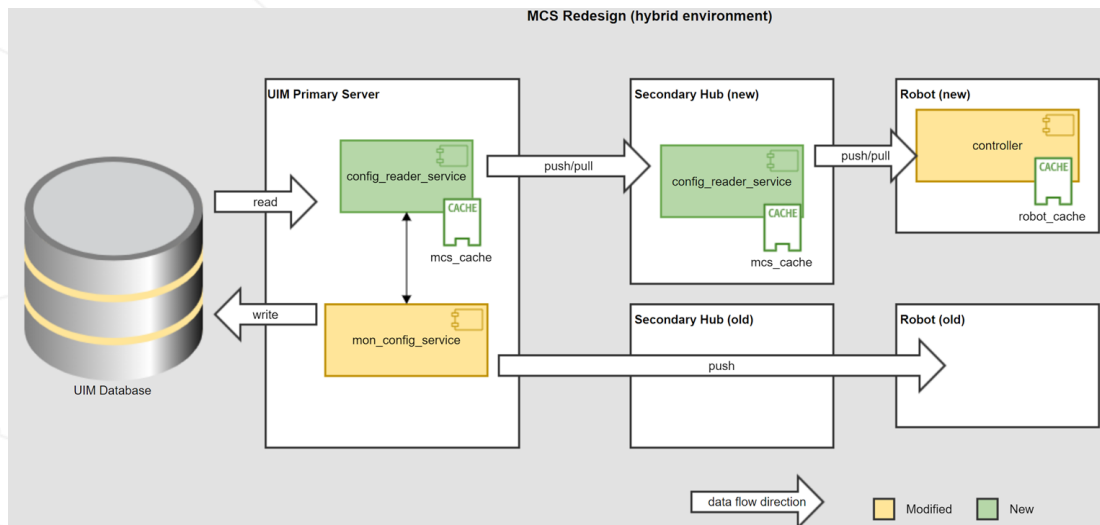 MCS Redesign (hybrid environment)
UIM Primary Server
Secondary Hub (new)
Robot (new)
config_reader_service
CACHE
mcs_cache
read
push/pull
config_reader_service
CACHE
mcs_cache
push/pull
controller
CACHE
robot_cache
write
mon_config_service
Secondary Hub (old)
Robot (old)
push
UIM Database
data flow direction
Modified
New